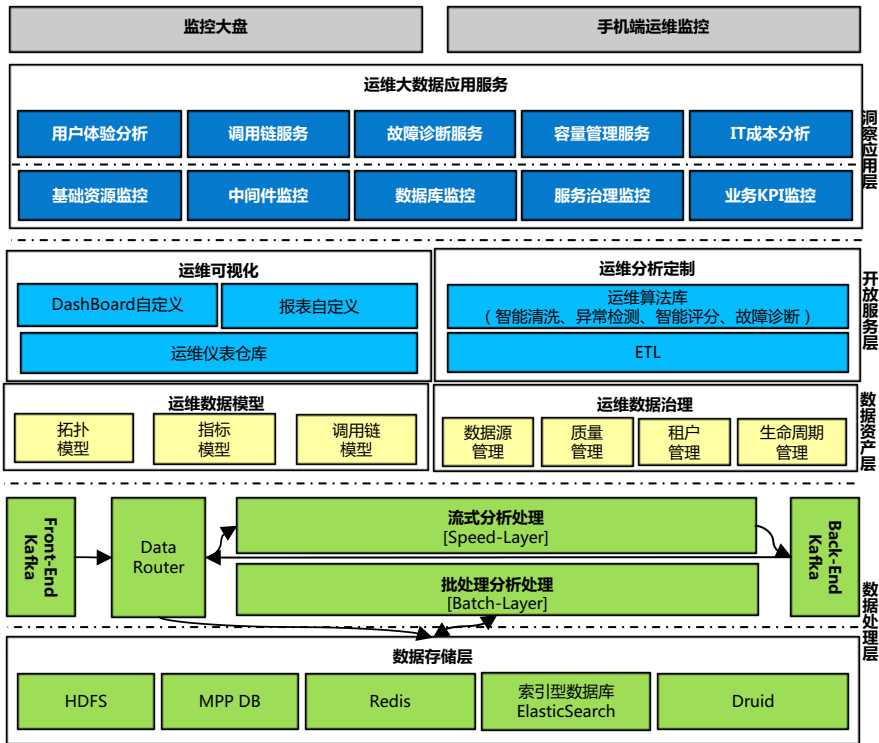 监控大盘
手机端运维监控
运维大数据应用服务
用户体验分析
调用链服务
故障诊断服务
容量管理服务
IT成本分析
基础资源监控
中间件监控
数据库监控
服务治理监控
业务KPI监控
洞察应用层
运维可视化
DashBoard自定义
报表自定义
运维仪表仓库
运维分析定制
运维算法库
（智能清洗、异常检测、智能评分、故障诊断）
ETL
开放服务层
运维数据模型
拓扑
模型
指标
模型
调用链
模型
运维数据治理
数据源
管理
质量
管理
租户
管理
生命周期
管理
数据资产层
Front-End
Kafka
Data
Router
流式分析处理
[Speed-Layer]
批处理分析处理
[Batch-Layer]
Back-End
Kafka
数据处理层
数据存储层
HDFS
MPP DB
Redis
索引型数据库
ElasticSearch
Druid